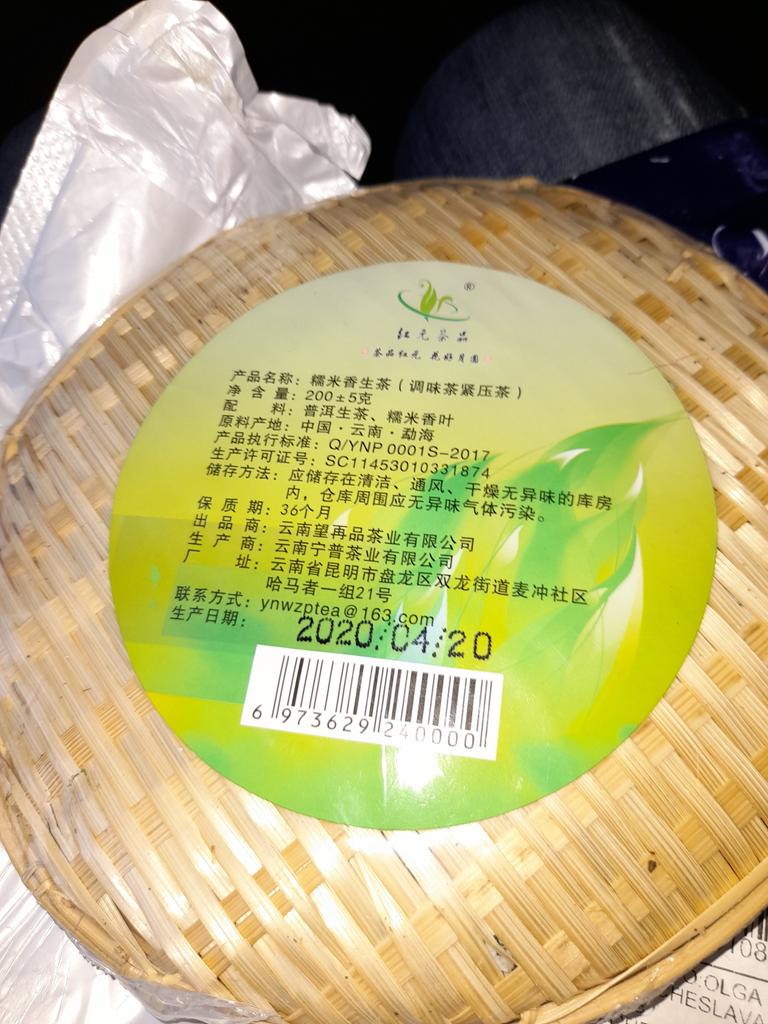 ®
红元茶品
茶品红元 花好月圆
产品名称：糯米香生茶（调味茶紧压茶）
净 含 量：200±5克
配 料：普洱生茶、糯米香叶
原料产地：中国·云南·勐海
产品执行标准：Q/YNP 0001S-2017
生产许可证号：SC11453010331874
储存方法：应储存在清洁、通风、干燥无异味的库房
内，仓库周围应无异味气体污染。
保 质 期：36个月
出 品 商：云南望再品茶业有限公司
生 产 商：云南宁普茶业有限公司
厂 址：云南省昆明市盘龙区双龙街道麦冲社区
哈马者一组21号
联系方式：ynwzptea@163.com
生产日期：
2020/04/20
6 973629 240000
108
OLGA
HESLAVA